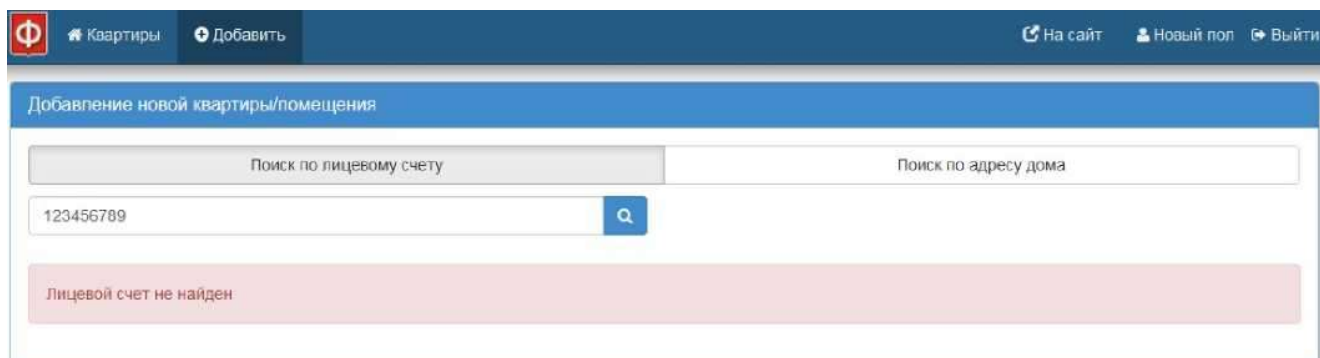 Ф Квартиры Добавить На сайт Новый пол Выйти
Добавление новой квартиры/помещения
Поиск по лицевому счету Поиск по адресу дома
123456789
Лицевой счет не найден